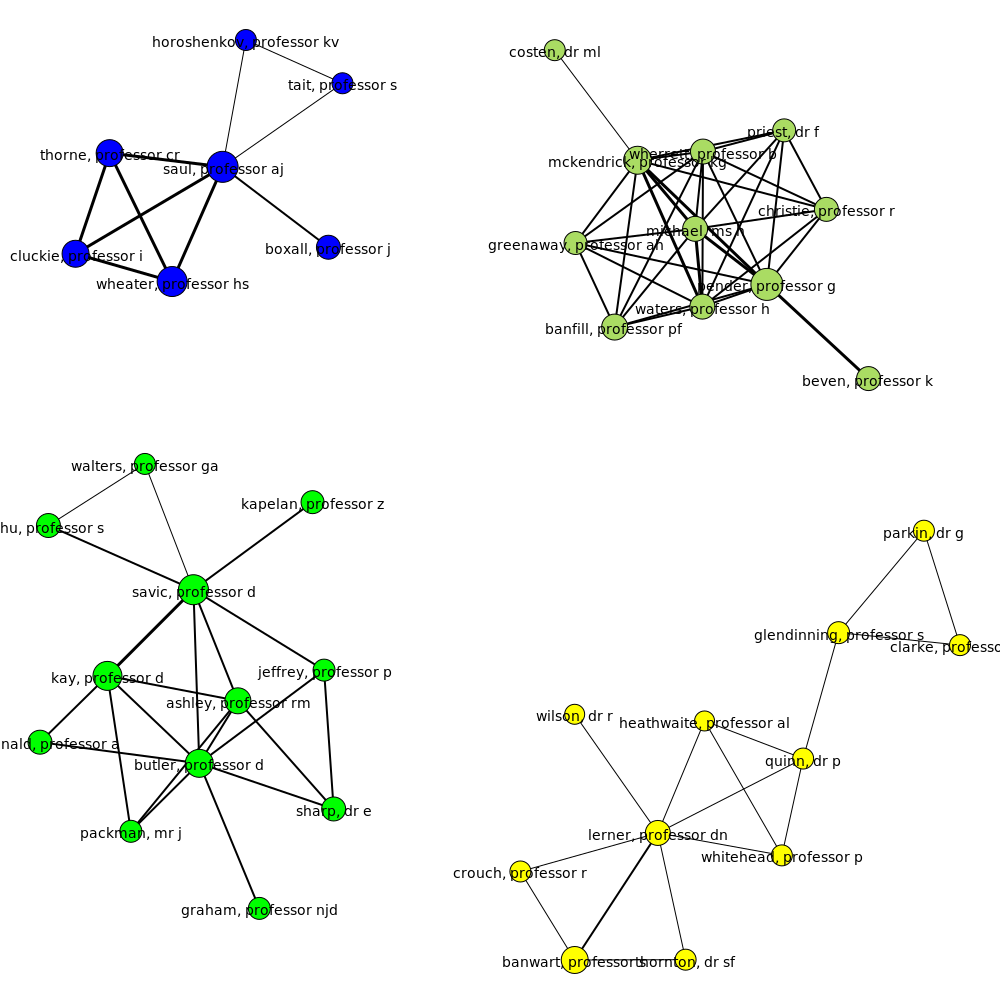 horoshenkov, professor kv
tait, professor s
thorne, professor cr
saul, professor aj
cluckie, professor i
boxall, professor j
wheater, professor hs
costen, dr ml
priest, dr f
wherrett, professor b
mckendrick, professor kg
christie, professor r
michael, ms h
greenaway, professor ah
pender, professor g
waters, professor h
banfill, professor pf
beven, professor k
walters, professor ga
hu, professor s
kapelan, professor z
savic, professor d
kay, professor d
jeffrey, professor p
ashley, professor rm
nald, professor a
butler, professor d
packman, mr j
sharp, dr e
graham, professor njd
parkin, dr g
glendinning, professor s
clarke, professo
wilson, dr r
heathwaite, professor al
quinn, dr p
lerner, professor dn
whitehead, professor p
crouch, professor r
banwart, professor s
thornton, dr sf